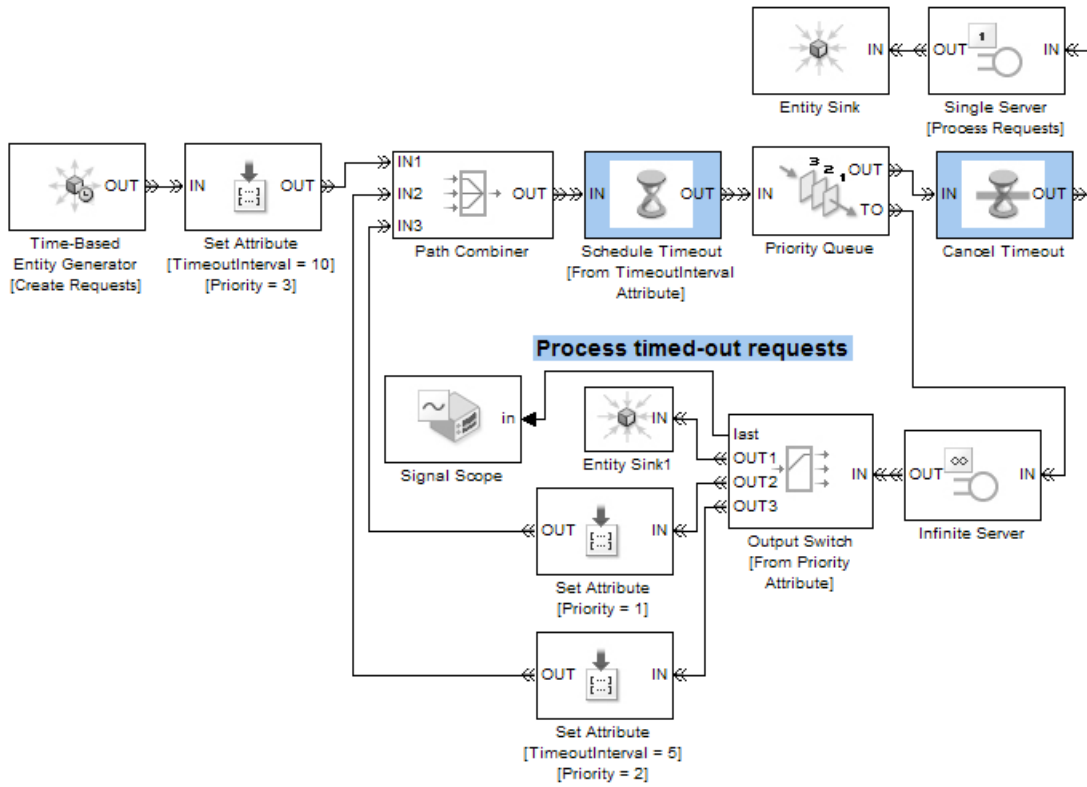 IN
OUT
1
IN
Entity Sink
Single Server
[Process Requests]
OUT
Time-Based
Entity Generator
[Create Requests]
IN
OUT
[...]
Set Attribute
[TimeoutInterval = 10]
[Priority = 3]
IN1
IN2
IN3
OUT
Path Combiner
IN
OUT
Schedule Timeout
[From TimeoutInterval
Attribute]
IN
3
2
1
OUT
TO
Priority Queue
IN
OUT
Cancel Timeout
Process timed-out requests
in
Signal Scope
IN
Entity Sink1
last
OUT1
OUT2
OUT3
IN
Output Switch
[From Priority
Attribute]
OUT
∞
IN
Infinite Server
OUT
IN
[...]
Set Attribute
[Priority = 1]
OUT
IN
[...]
Set Attribute
[TimeoutInterval = 5]
[Priority = 2]